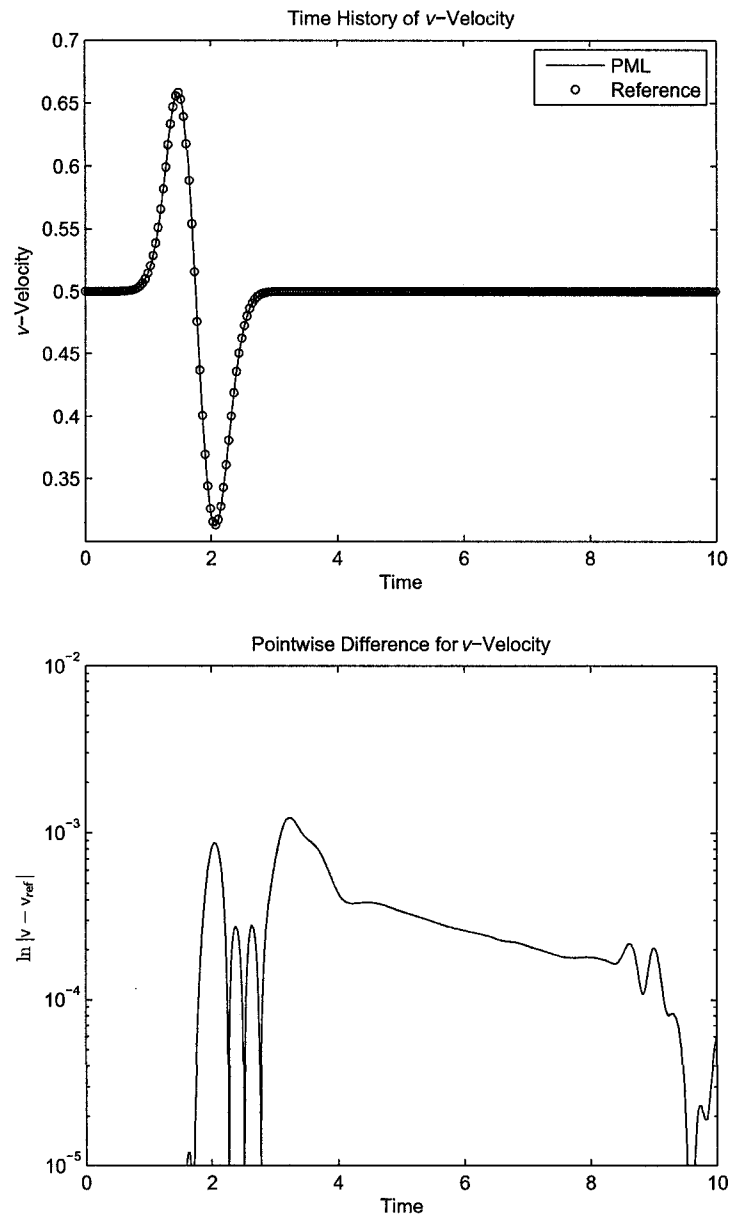 Time History of v–Velocity
0.7
0.65
0.6
0.55
0.5
0.45
0.4
0.35
v–Velocity
PML
Reference
0 2 4 6 8 10
Time
Pointwise Difference for v–Velocity
10⁻²
10⁻³
10⁻⁴
10⁻⁵
ln |v − v_ref|
0 2 4 6 8 10
Time